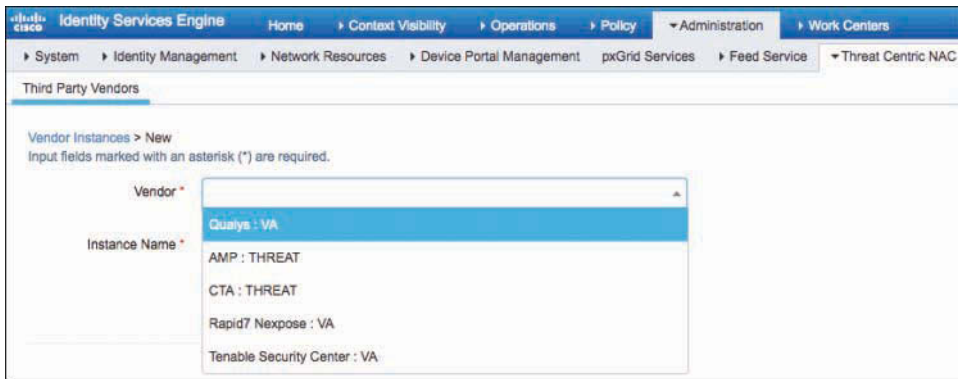 cisco Identity Services Engine Home Context Visibility Operations Policy Administration Work Centers
System Identity Management Network Resources Device Portal Management pxGrid Services Feed Service Threat Centric NAC
Third Party Vendors
Vendor Instances > New
Input fields marked with an asterisk (*) are required.
Vendor *
Qualys : VA
Instance Name *
AMP : THREAT
CTA : THREAT
Rapid7 Nexpose : VA
Tenable Security Center : VA